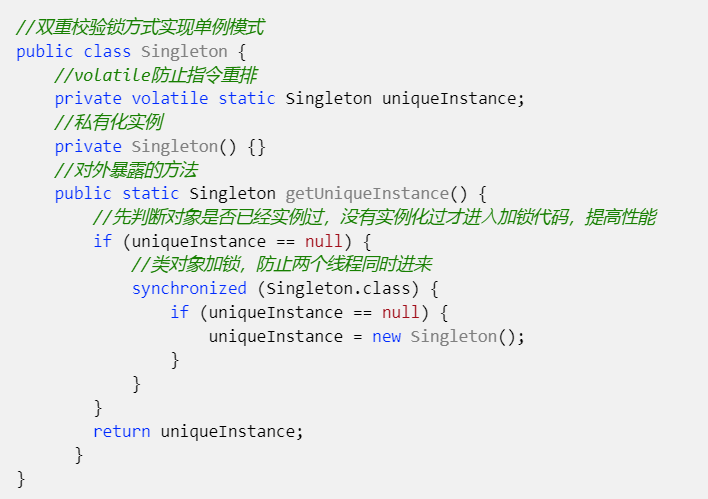 //双重校验锁方式实现单例模式
public class Singleton {
    //volatile防止指令重排
    private volatile static Singleton uniqueInstance;
    //私有化实例
    private Singleton() {}
    //对外暴露的方法
    public static Singleton getUniqueInstance() {
        //先判断对象是否已经实例过，没有实例化过才进入加锁代码，提高性能
        if (uniqueInstance == null) {
            //类对象加锁，防止两个线程同时进来
            synchronized (Singleton.class) {
                if (uniqueInstance == null) {
                    uniqueInstance = new Singleton();
                }
            }
        }
        return uniqueInstance;
      }
}